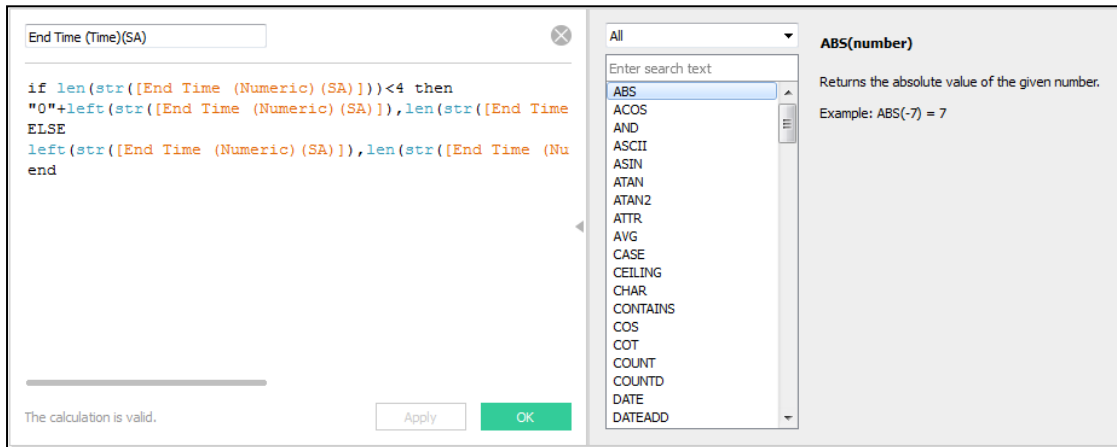 End Time (Time)(SA)
if len(str([End Time (Numeric)(SA)]))<4 then
"0"+left(str([End Time (Numeric)(SA)]),len(str([End Time
ELSE
left(str([End Time (Numeric)(SA)]),len(str([End Time (Nu
end
The calculation is valid.
Apply
OK
All
Enter search text
ABS
ACOS
AND
ASCII
ASIN
ATAN
ATAN2
ATTR
AVG
CASE
CEILING
CHAR
CONTAINS
COS
COT
COUNT
COUNTD
DATE
DATEADD
ABS(number)
Returns the absolute value of the given number.
Example: ABS(-7) = 7